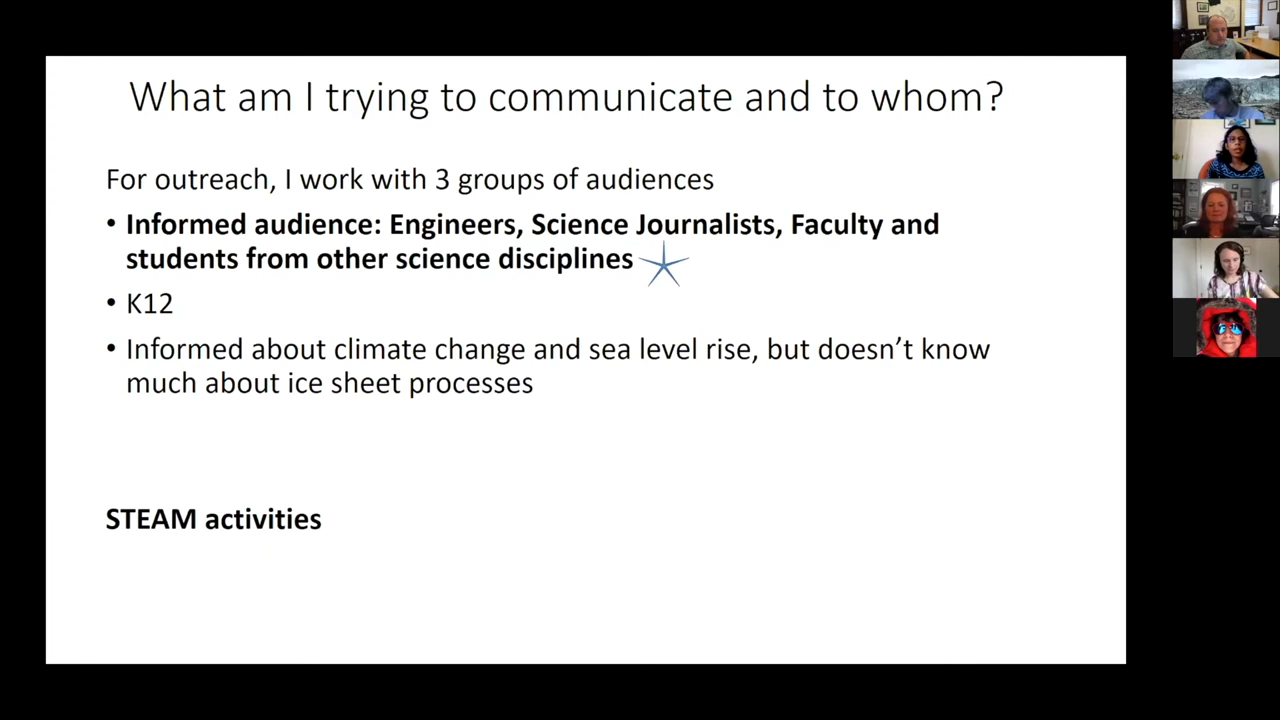 What am I trying to communicate and to whom?
For outreach, I work with 3 groups of audiences
• Informed audience: Engineers, Science Journalists, Faculty and
students from other science disciplines
• K12
• Informed about climate change and sea level rise, but doesn’t know
much about ice sheet processes
STEAM activities